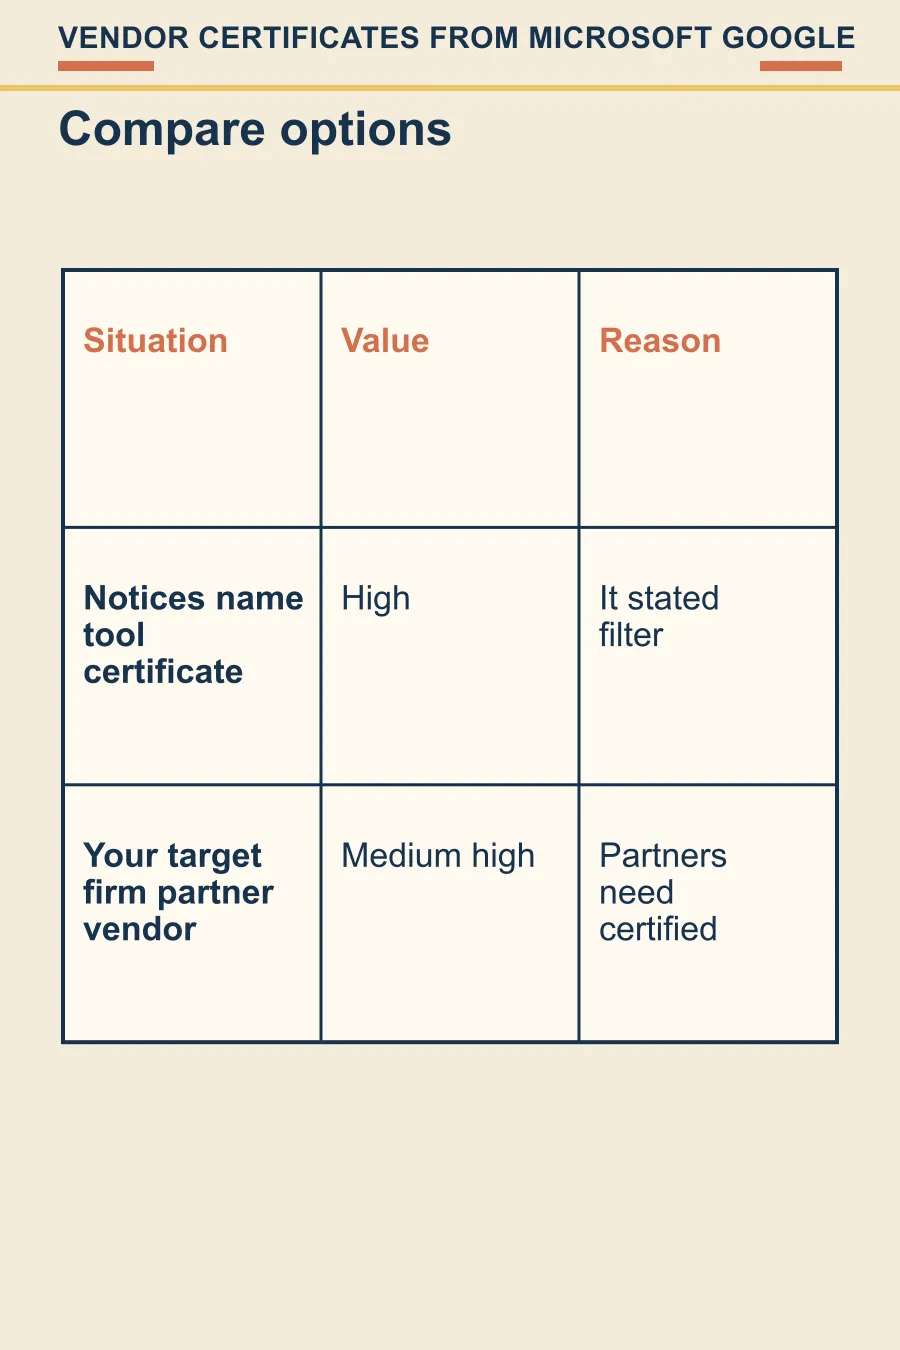 VENDOR CERTIFICATES FROM MICROSOFT GOOGLE
Compare options
Situation
Value
Reason
Notices name
tool
certificate
High
It stated
filter
Your target
firm partner
vendor
Medium high
Partners
need
certified